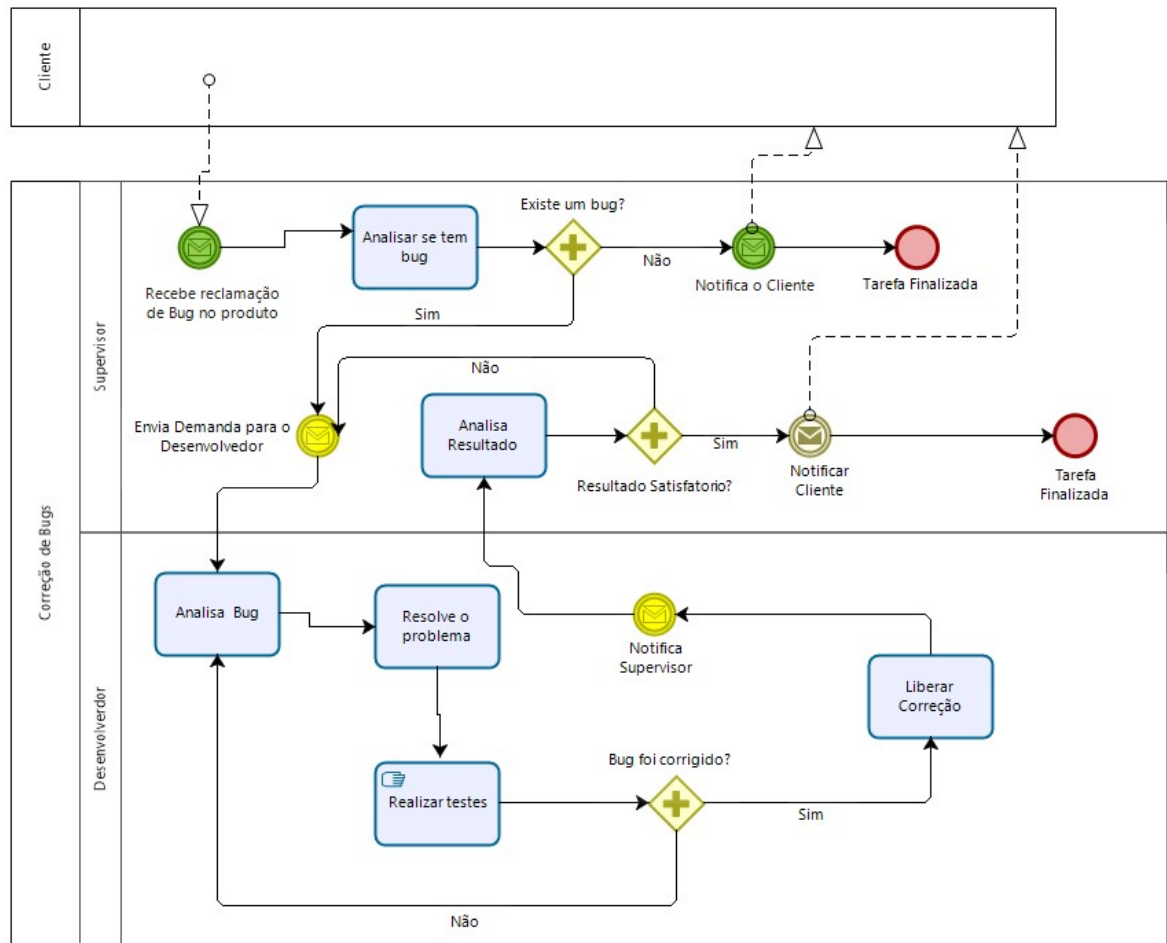 Cliente
Correção de Bugs
Supervisor
Existe um bug?
Analisar se tem
bug
Não
Recebe reclamação
de Bug no produto
Notifica o Cliente
Tarefa Finalizada
Sim
Não
Envia Demanda para o
Desenvolvedor
Analisa
Resultado
Sim
Resultado Satisfatorio?
Notificar
Cliente
Tarefa
Finalizada
Desenvolverdor
Analisa Bug
Resolve o
problema
Notifica
Supervisor
Liberar
Correção
Bug foi corrigido?
Realizar testes
Sim
Não